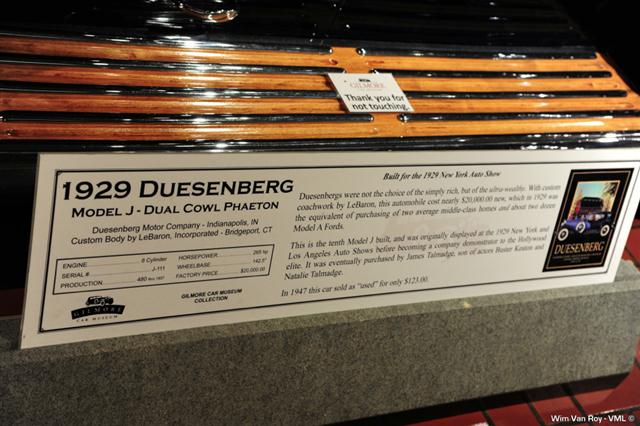 GILMORE
Thank you for
not touching.
1929 DUESENBERG
MODEL J - DUAL COWL PHAETON
Duesenberg Motor Company - Indianapolis, IN
Custom Body by LeBaron, Incorporated - Bridgeport, CT
ENGINE 8 Cylinder HORSEPOWER 265 hp
SERIAL # J-111 WHEELBASE 142.5"
PRODUCTION 480 thru 1937 FACTORY PRICE $20,000.00
GILMORE
CAR MUSEUM
GILMORE CAR MUSEUM
COLLECTION
Built for the 1929 New York Auto Show
Duesenbergs were not the choice of the simply rich, but of the ultra-wealthy. With custom
coachwork by LeBaron, this automobile cost nearly $20,000.00 new, which in 1929 was
the equivalent of purchasing of two average middle-class homes and about two dozen
Model A Fords.
This is the tenth Model J built, and was originally displayed at the 1929 New York and
Los Angeles Auto Shows before becoming a company demonstrator to the Hollywood
elite. It was eventually purchased by James Talmadge, son of actors Buster Keaton and
Natalie Talmadge.
In 1947 this car sold as "used" for only $123.00.
DUESENBERG
Wim Van Roy - VML ©